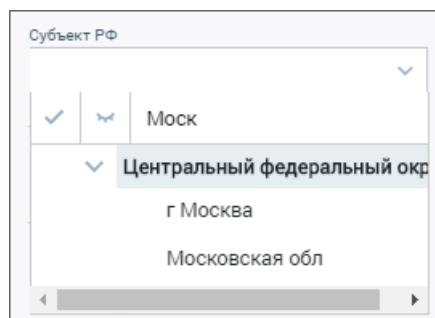 Субъект РФ
Моск
Центральный федеральный окр
г Москва
Московская обл